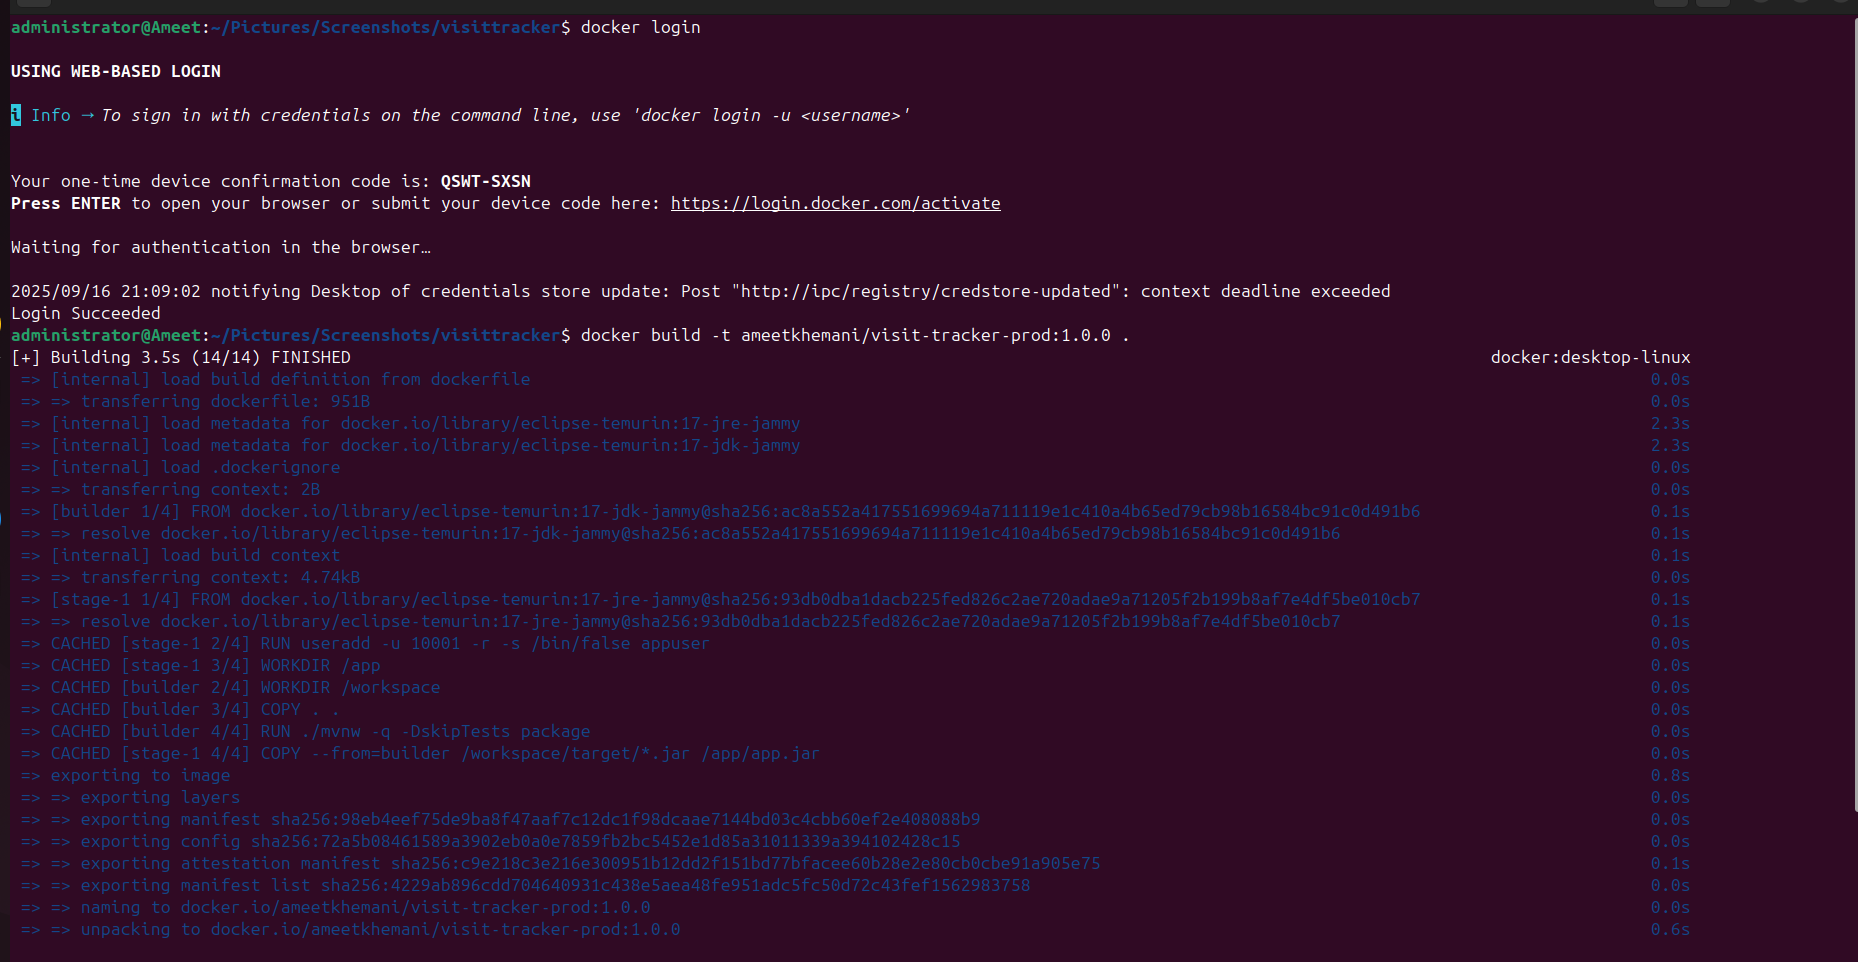 administrator@Ameet:~/Pictures/Screenshots/visittracker$ docker login
USING WEB-BASED LOGIN
i Info → To sign in with credentials on the command line, use 'docker login -u <username>'
Your one-time device confirmation code is: QSWT-SXSN
Press ENTER to open your browser or submit your device code here: https://login.docker.com/activate
Waiting for authentication in the browser…
2025/09/16 21:09:02 notifying Desktop of credentials store update: Post "http://ipc/registry/credstore-updated": context deadline exceeded
Login Succeeded
administrator@Ameet:~/Pictures/Screenshots/visittracker$ docker build -t ameetkhemani/visit-tracker-prod:1.0.0 .
[+] Building 3.5s (14/14) FINISHED docker:desktop-linux
=> [internal] load build definition from dockerfile 0.0s
=> => transferring dockerfile: 951B 0.0s
=> [internal] load metadata for docker.io/library/eclipse-temurin:17-jre-jammy 2.3s
=> [internal] load metadata for docker.io/library/eclipse-temurin:17-jdk-jammy 2.3s
=> [internal] load .dockerignore 0.0s
=> => transferring context: 2B 0.0s
=> [builder 1/4] FROM docker.io/library/eclipse-temurin:17-jdk-jammy@sha256:ac8a552a417551699694a711119e1c410a4b65ed79cb98b16584bc91c0d491b6 0.1s
=> => resolve docker.io/library/eclipse-temurin:17-jdk-jammy@sha256:ac8a552a417551699694a711119e1c410a4b65ed79cb98b16584bc91c0d491b6 0.1s
=> [internal] load build context 0.1s
=> => transferring context: 4.74kB 0.0s
=> [stage-1 1/4] FROM docker.io/library/eclipse-temurin:17-jre-jammy@sha256:93db0dba1dacb225fed826c2ae720adae9a71205f2b199b8af7e4df5be010cb7 0.1s
=> => resolve docker.io/library/eclipse-temurin:17-jre-jammy@sha256:93db0dba1dacb225fed826c2ae720adae9a71205f2b199b8af7e4df5be010cb7 0.1s
=> CACHED [stage-1 2/4] RUN useradd -u 10001 -r -s /bin/false appuser 0.0s
=> CACHED [stage-1 3/4] WORKDIR /app 0.0s
=> CACHED [builder 2/4] WORKDIR /workspace 0.0s
=> CACHED [builder 3/4] COPY . . 0.0s
=> CACHED [builder 4/4] RUN ./mvnw -q -DskipTests package 0.0s
=> CACHED [stage-1 4/4] COPY --from=builder /workspace/target/*.jar /app/app.jar 0.0s
=> exporting to image 0.8s
=> => exporting layers 0.0s
=> => exporting manifest sha256:98eb4eef75de9ba8f47aaf7c12dc1f98dcaae7144bd03c4cbb60ef2e408088b9 0.0s
=> => exporting config sha256:72a5b08461589a3902eb0a0e7859fb2bc5452e1d85a31011339a394102428c15 0.0s
=> => exporting attestation manifest sha256:c9e218c3e216e300951b12dd2f151bd77bfacee60b28e2e80cb0cbe91a905e75 0.1s
=> => exporting manifest list sha256:4229ab896cdd704640931c438e5aea48fe951adc5fc50d72c43fef1562983758 0.0s
=> => naming to docker.io/ameetkhemani/visit-tracker-prod:1.0.0 0.0s
=> => unpacking to docker.io/ameetkhemani/visit-tracker-prod:1.0.0 0.6s